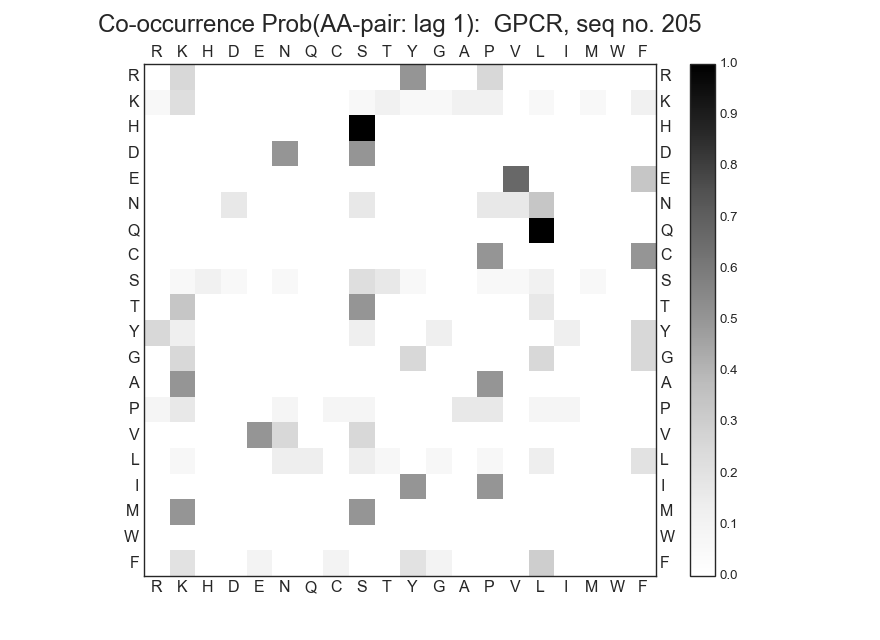 Co-occurrence Prob(AA-pair: lag 1):  GPCR, seq no. 205
R K H D E N Q C S T Y G A P V L I M W F
R R 1.0
K K 0.9
H H
D D 0.8
E E
N N 0.7
Q Q
C C 0.6
S S
T T 0.5
Y Y
G G 0.4
A A
P P 0.3
V V
L L 0.2
I I
M M 0.1
W W
F F 0.0
R K H D E N Q C S T Y G A P V L I M W F